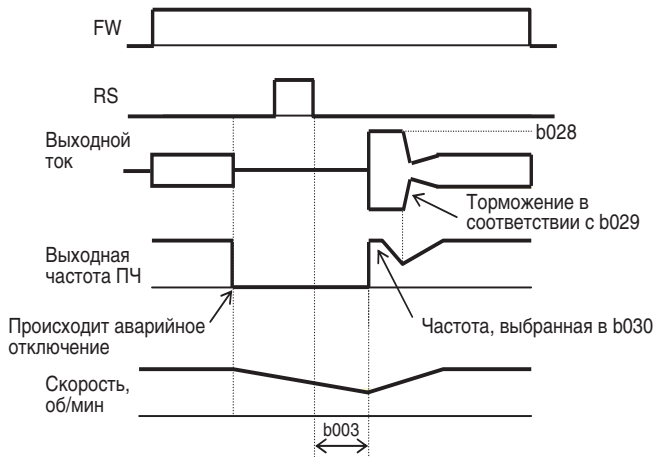 FW
RS
Выходной
ток
b028
Торможение в
соответствии с b029
Выходная
частота ПЧ
Происходит аварийное
отключение
Частота, выбранная в b030
Скорость,
об/мин
b003